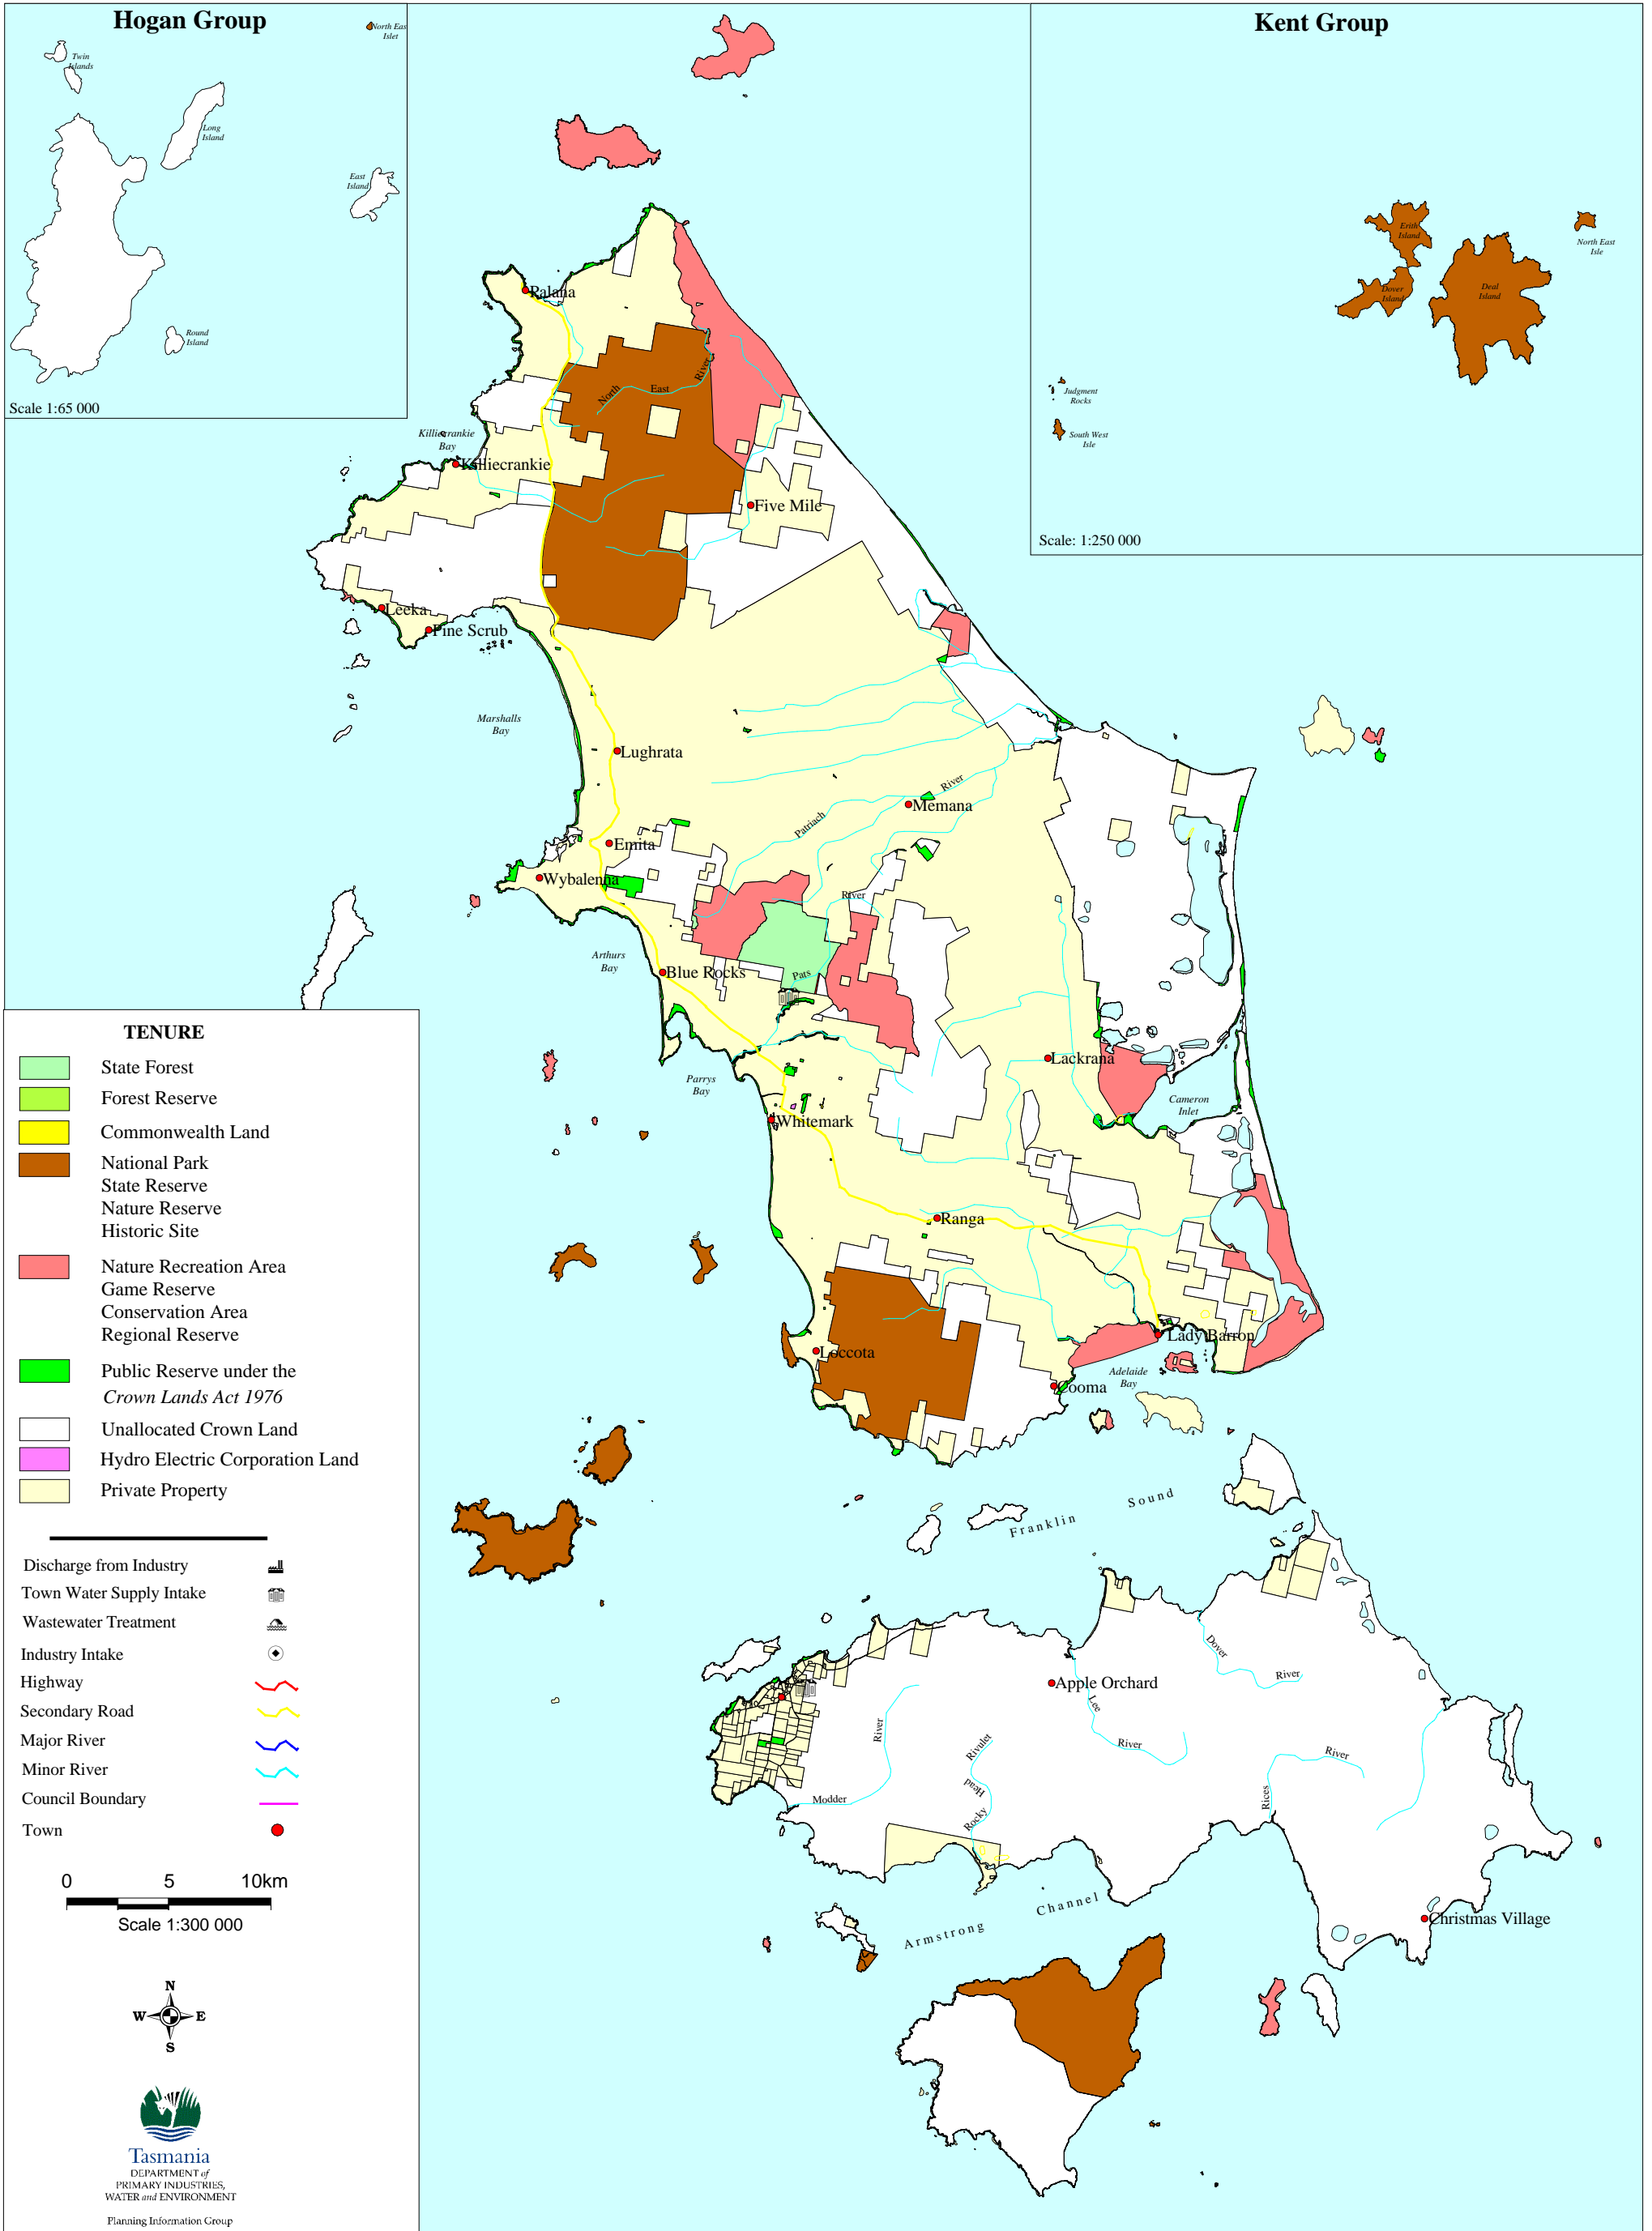 Hogan Group
North Eas
Islet
Twin
Islands
Long
Island
East
Island
Round
Island
Scale 1:65 000
Kent Group
Erith
Island
North East
Isle
Dover
Island
Deal
Island
Judgment
Rocks
South West
Isle
Scale: 1:250 000
Palana
North East River
Killiecrankie
Bay
Killiecrankie
Five Mile
Leeka
Pine Scrub
Marshalls
Bay
Lughrata
Memana
Patriach River
Emita
Wybalenna
River
Pats
Arthurs
Bay
Blue Rocks
Lackrana
Parrys
Bay
Cameron
Inlet
Whitemark
Ranga
Lady Barron
Loccota
Adelaide
Bay
Cooma
Franklin Sound
Dover River
Apple Orchard
Lee River
River
Modder
Rivulet
Head
Rocky
River
Rices
Armstrong Channel
Christmas Village
TENURE
State Forest
Forest Reserve
Commonwealth Land
National Park
State Reserve
Nature Reserve
Historic Site
Nature Recreation Area
Game Reserve
Conservation Area
Regional Reserve
Public Reserve under the
Crown Lands Act 1976
Unallocated Crown Land
Hydro Electric Corporation Land
Private Property
Discharge from Industry
Town Water Supply Intake
Wastewater Treatment
Industry Intake
Highway
Secondary Road
Major River
Minor River
Council Boundary
Town
0 5 10km
Scale 1:300 000
N
W E
S
Tasmania
DEPARTMENT of
PRIMARY INDUSTRIES,
WATER and ENVIRONMENT
Planning Information Group